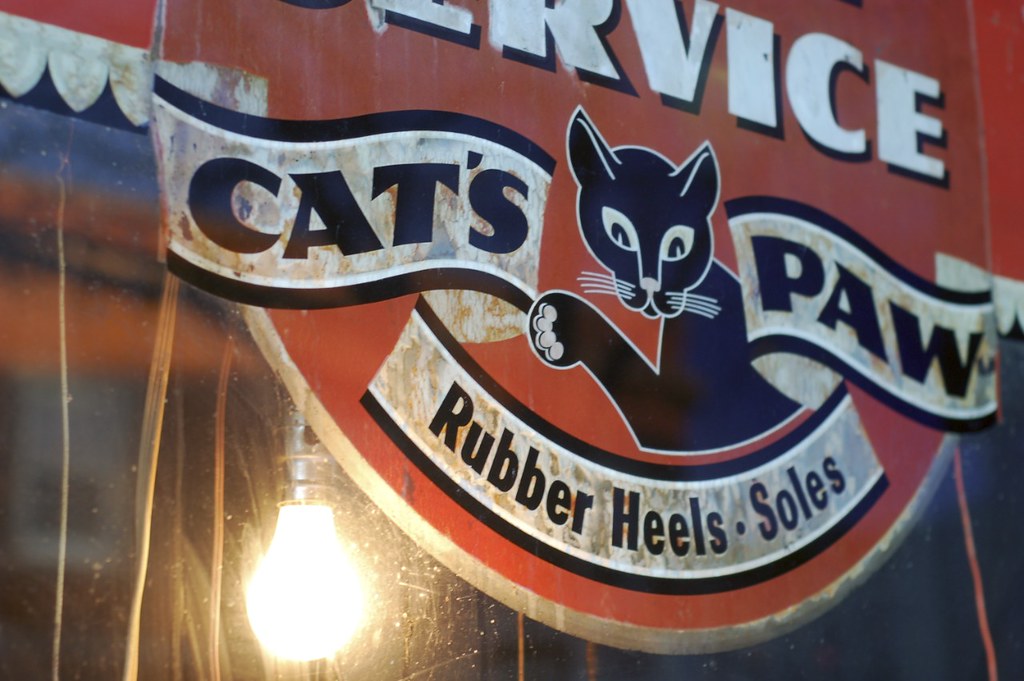 SERVICE
CAT'S PAW
Rubber Heels · Soles